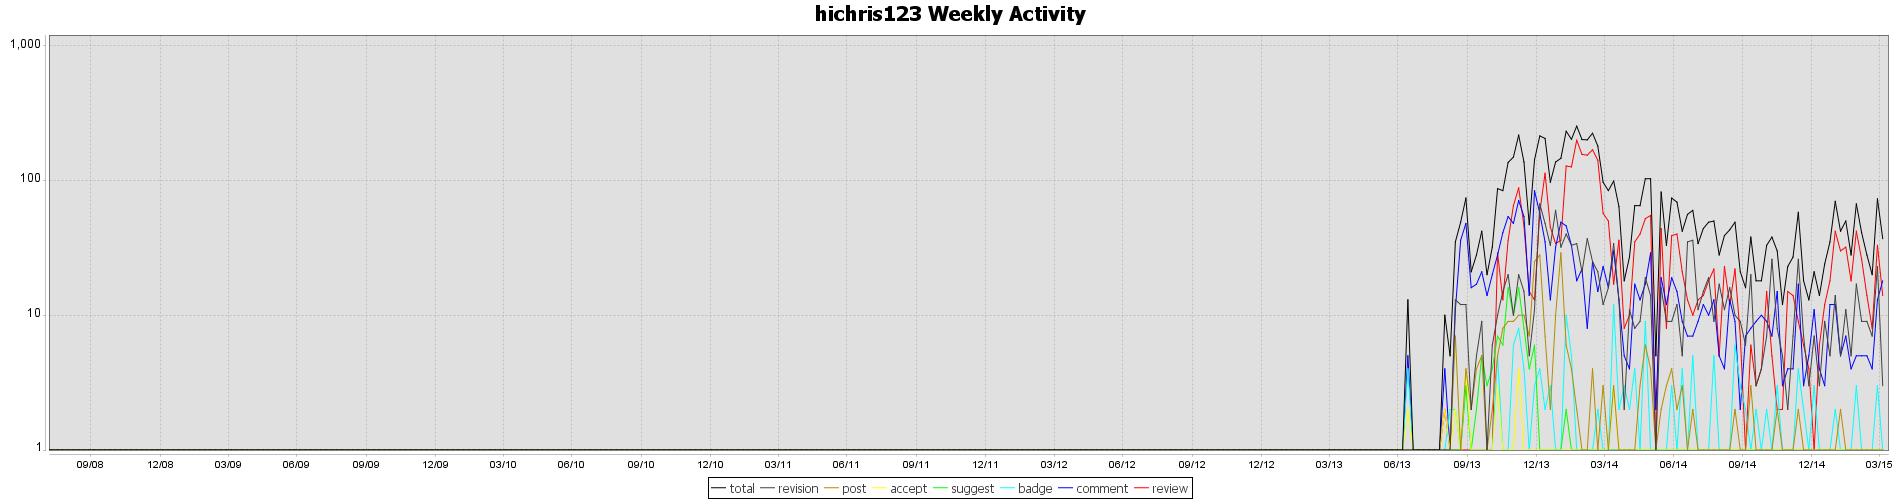 hichris123 Weekly Activity
1,000
100
10
1
09/08 12/08 03/09 06/09 09/09 12/09 03/10 06/10 09/10 12/10 03/11 06/11 09/11 12/11 03/12 06/12 09/12 12/12 03/13 06/13 09/13 12/13 03/14 06/14 09/14 12/14 03/15
total revision post accept suggest badge comment review